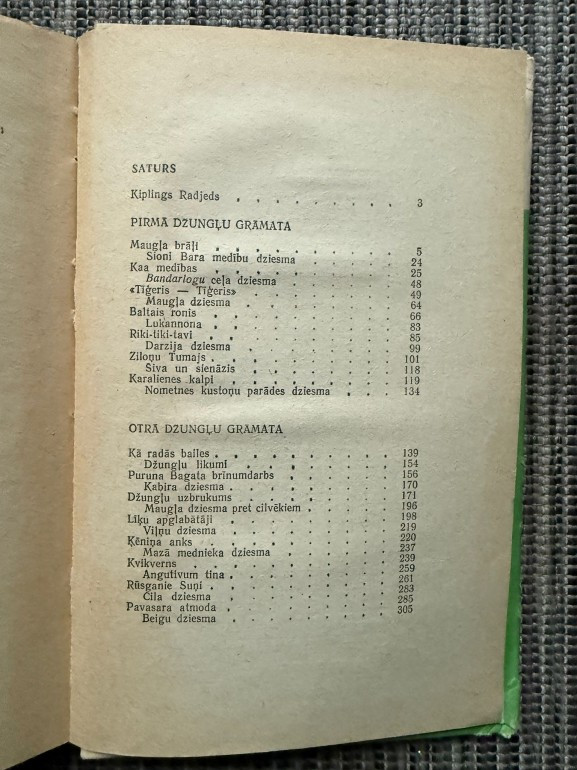 SATURS
Kiplings Radjeds . . . . . . . . . 3
PIRMĀ DŽUNGĻU GRĀMATA
Maugļa brāļi . . . . . . . . . 5
Sioni Bara medību dziesma . . . . . 24
Kaa medības . . . . . . . . . 25
Bandarlogu ceļa dziesma . . . . . 48
«Tīģeris — Tīģeris» . . . . . . . 49
Maugļa dziesma . . . . . . . 64
Baltais ronis . . . . . . . . . 66
Lukannona . . . . . . . . 83
Riki-tiki-tavi . . . . . . . . . 85
Darzija dziesma . . . . . . . 99
Ziloņu Tumajs . . . . . . . . . 101
Šiva un sienāzis . . . . . . . 118
Karalienes kalpi . . . . . . . . 119
Nometnes kustoņu parādes dziesma . . . 134
OTRĀ DŽUNGĻU GRĀMATA
Kā radās bailes . . . . . . . . 139
Džungļu likumi . . . . . . . 154
Puruna Bagata brīnumdarbs . . . . . 156
Kabira dziesma . . . . . . . 170
Džungļu uzbrukums . . . . . . . 171
Maugļa dziesma pret cilvēkiem . . . . 196
Līķu apglabātāji . . . . . . . . 198
Viļņu dziesma . . . . . . . 219
Ķēniņa anks . . . . . . . . . 220
Mazā mednieka dziesma . . . . . 237
Kvikverns . . . . . . . . . 239
Angutivum tina . . . . . . . 259
Rūsganie Suņi . . . . . . . . . 261
Čila dziesma . . . . . . . . 283
Pavasara atmoda . . . . . . . . 285
Beigu dziesma . . . . . . . 305